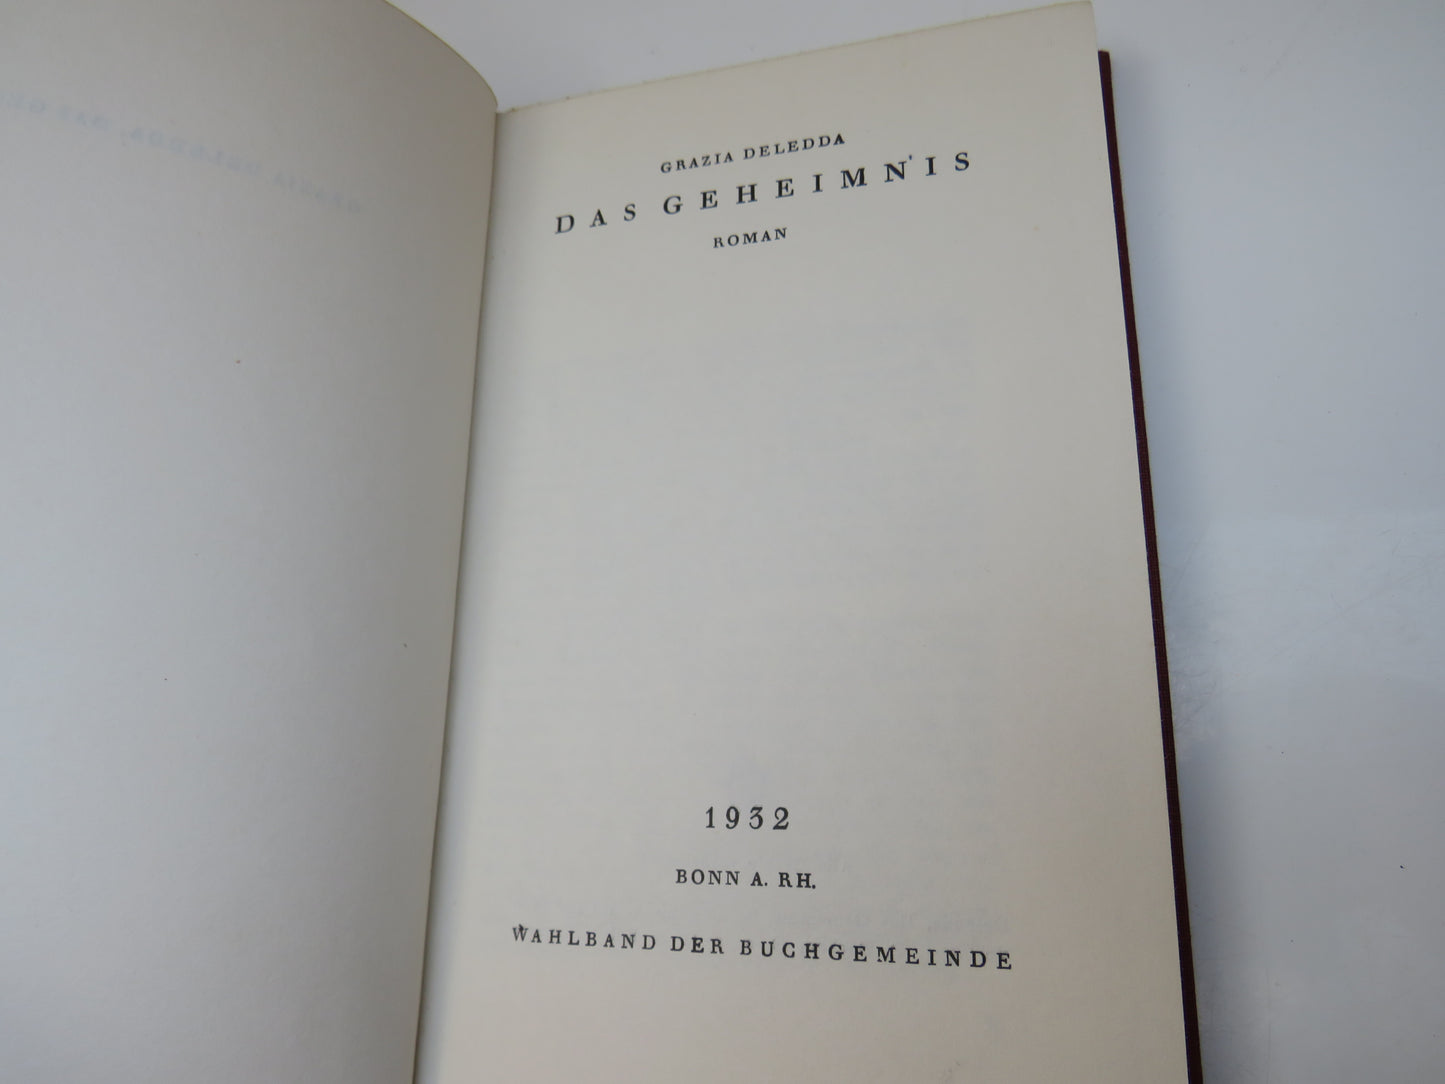 GRAZIA DELEDDA
DAS GEHEIMNIS
ROMAN
1932
BONN A. RH.
WAHLBAND DER BUCHGEMEINDE